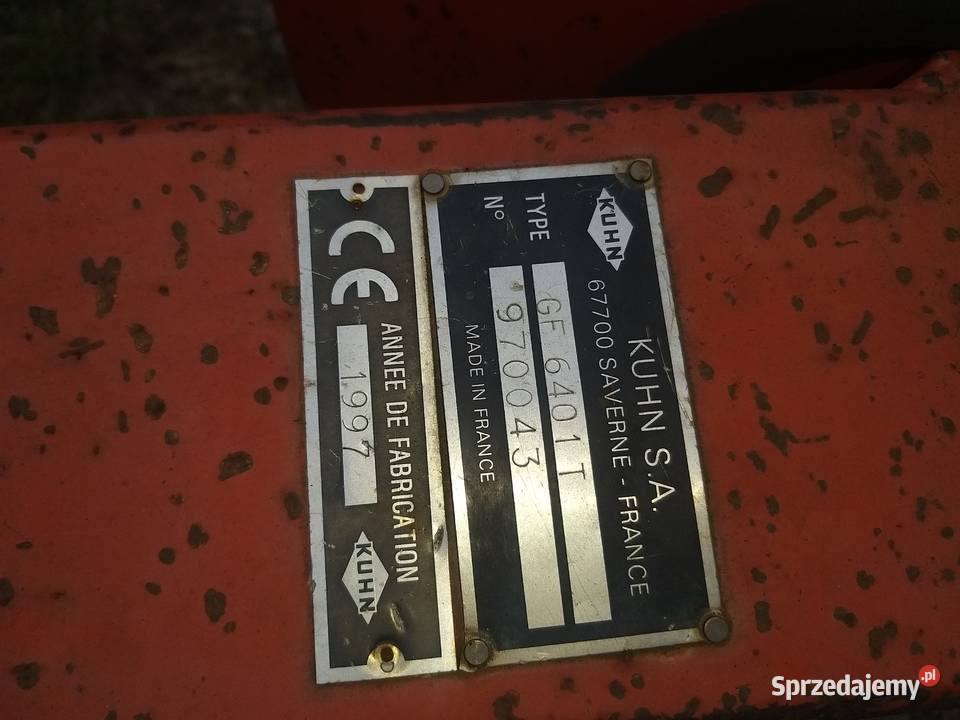 KUHN
KUHN S.A.
67700 SAVERNE - FRANCE
TYPE GF 6401 T
N° 970043
MADE IN FRANCE
CE ANNEE DE FABRICATION
1997 KUHN
Sprzedajemy.pl